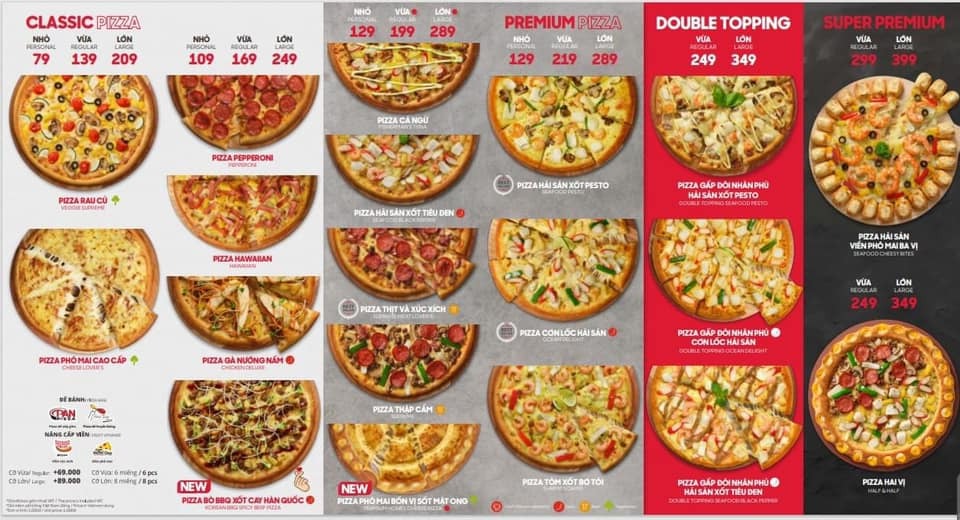 CLASSIC PIZZA
NHỎ VỪA LỚN
PERSONAL REGULAR LARGE
79 139 209
PIZZA RAU CỦ
VEGGIE SUPREME
PIZZA PHÔ MAI CAO CẤP
CHEESE LOVER'S
ĐẾ BÁNH/
PAN
NÂNG CẤP VIỀN/
Cỡ Vừa/ Regular: +69.000
Cỡ Lớn/ Large: +89.000
Cỡ Vừa: 6 miếng / 6 pcs
Cỡ Lớn: 8 miếng / 8 pcs
NHỎ VỪA LỚN
PERSONAL REGULAR LARGE
109 169 249
PIZZA PEPPERONI
PEPPERONI
PIZZA HAWAIIAN
HAWAIIAN
PIZZA GÀ NƯỚNG NẤM
CHICKEN DELUXE
NEW
PIZZA BÒ BBQ XỐT CAY HÀN QUỐC
KOREAN BBQ SPICY BEEF PIZZA
NHỎ VỪA LỚN
PERSONAL REGULAR LARGE
129 199 289
PIZZA CÁ NGỪ
FISHERMAN'S TUNA
PIZZA HẢI SẢN XỐT TIÊU ĐEN
SEAFOOD BLACK PEPPER
PIZZA THỊT VÀ XÚC XÍCH
PIZZA THẬP CẨM
SUPREME
NEW
PIZZA PHÔ MAI BỐN VỊ SỐT MẬT ONG
PREMIUM PIZZA
NHỎ VỪA LỚN
PERSONAL REGULAR LARGE
129 219 289
PIZZA HẢI SẢN XỐT PESTO
SEAFOOD PESTO
PIZZA CƠN LỐC HẢI SẢN
OCEAN DELIGHT
PIZZA TÔM XỐT BƠ TỎI
DOUBLE TOPPING
VỪA LỚN
REGULAR LARGE
249 349
PIZZA GẤP ĐÔI NHÂN PHỦ
HẢI SẢN XỐT PESTO
DOUBLE TOPPING SEAFOOD PESTO
PIZZA GẤP ĐÔI NHÂN PHỦ
CƠN LỐC HẢI SẢN
DOUBLE TOPPING OCEAN DELIGHT
PIZZA GẤP ĐÔI NHÂN PHỦ
HẢI SẢN XỐT TIÊU ĐEN
DOUBLE TOPPING SEAFOOD BLACK PEPPER
SUPER PREMIUM
VỪA LỚN
REGULAR LARGE
299 399
PIZZA HẢI SẢN
VIỀN PHÔ MAI BA VỊ
SEAFOOD CHEESY BITES
VỪA LỚN
REGULAR LARGE
249 349
PIZZA HAI VỊ
HALF & HALF